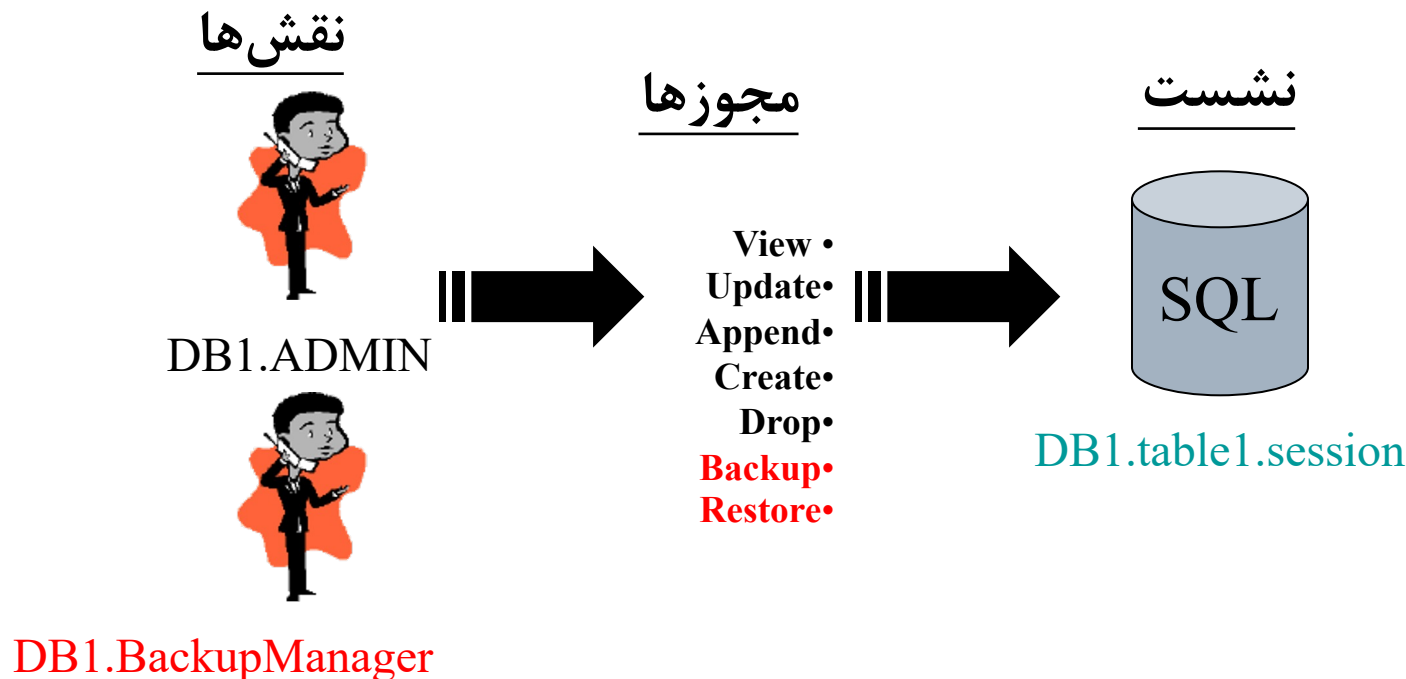 نقش‌ها
DB1.ADMIN
DB1.BackupManager
مجوزها
View •
Update•
Append•
Create•
Drop•
Backup•
Restore•
نشست
SQL
DB1.table1.session